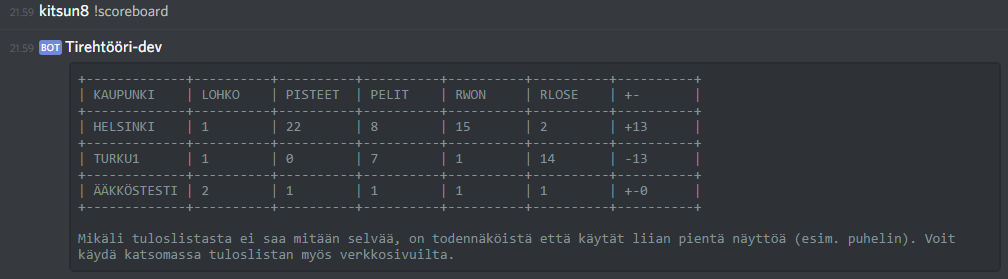 21.59 kitsun8 !scoreboard
21.59 BOT Tirehtööri-dev
+-------------+----------+----------+----------+----------+----------+----------+
| KAUPUNKI | LOHKO | PISTEET | PELIT | RWON | RLOSE | +- |
+-------------+----------+----------+----------+----------+----------+----------+
| HELSINKI | 1 | 22 | 8 | 15 | 2 | +13 |
+-------------+----------+----------+----------+----------+----------+----------+
| TURKU1 | 1 | 0 | 7 | 1 | 14 | -13 |
+-------------+----------+----------+----------+----------+----------+----------+
| ÄÄKKÖSTESTI | 2 | 1 | 1 | 1 | 1 | +-0 |
+-------------+----------+----------+----------+----------+----------+----------+
Mikäli tuloslistasta ei saa mitään selvää, on todennäköistä että käytät liian pientä näyttöä (esim. puhelin). Voit
käydä katsomassa tuloslistan myös verkkosivuilta.